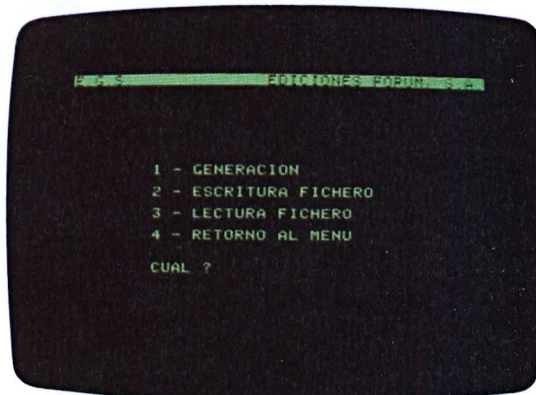 E.G.S EDICIONES FORUM, S.A.
1 - GENERACION
2 - ESCRITURA FICHERO
3 - LECTURA FICHERO
4 - RETORNO AL MENU
CUAL ?